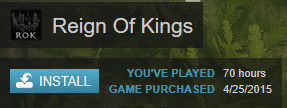 ROK
Reign Of Kings
INSTALL
YOU'VE PLAYED 70 hours
GAME PURCHASED 4/25/2015